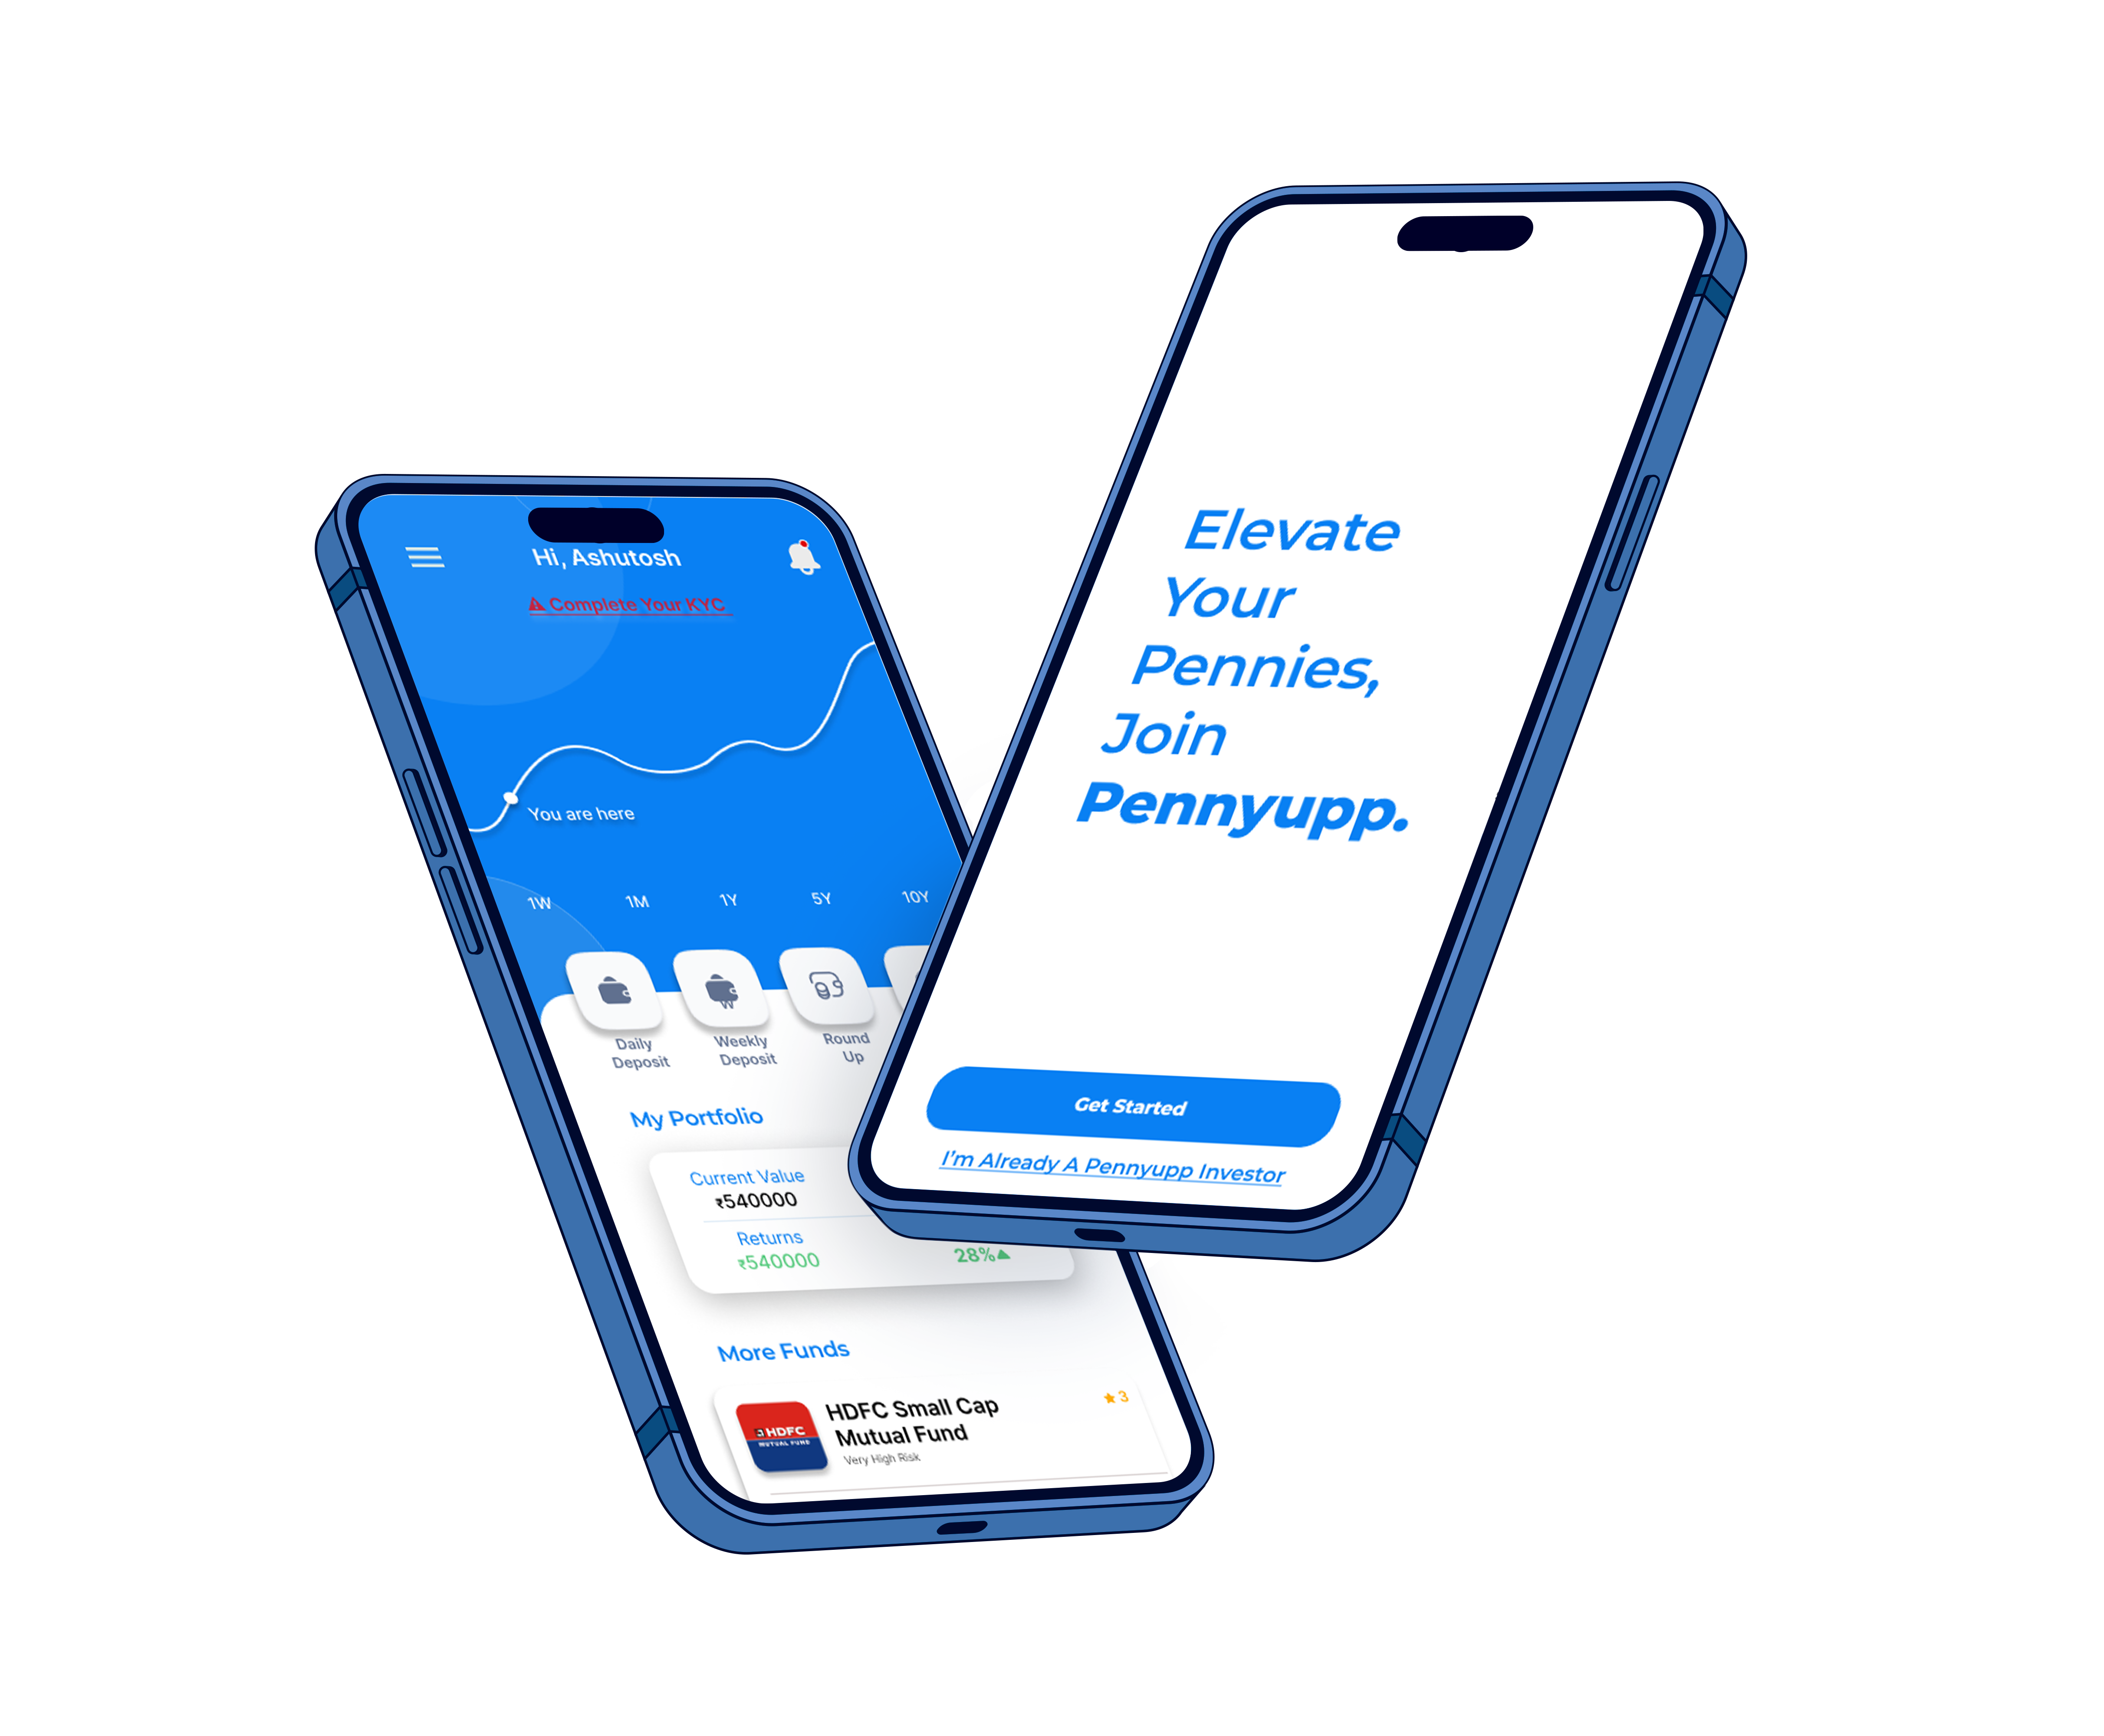 Hi, Ashutosh
Complete Your KYC
You are here
1W 1M 1Y 5Y 10Y
Daily Deposit
Weekly Deposit
W
Round Up
My Portfolio
Current Value
₹540000
Returns
₹540000
28%
More Funds
HDFC
MUTUAL FUND
HDFC Small Cap
Mutual Fund
Very High Risk
3
Elevate
Your
Pennies,
Join
Pennyupp.
Get Started
I'm Already A Pennyupp Investor